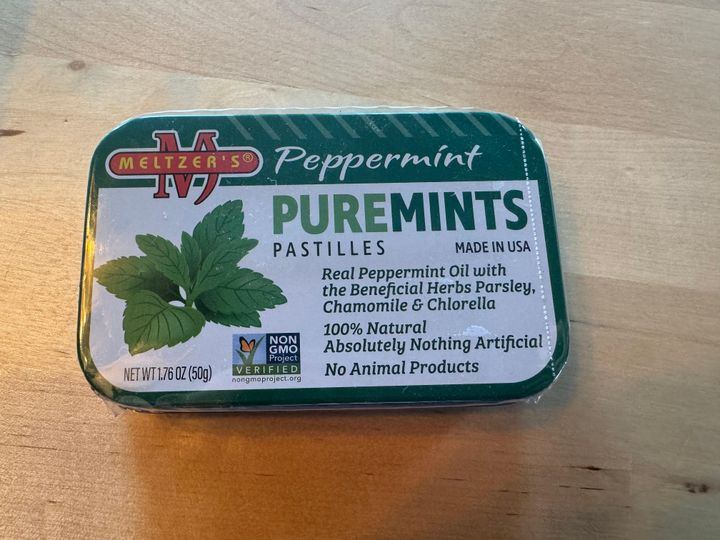 M
MELTZER'S®
Peppermint
PUREMINTS
PASTILLES
MADE IN USA
Real Peppermint Oil with
the Beneficial Herbs Parsley,
Chamomile & Chlorella
100% Natural
Absolutely Nothing Artificial
No Animal Products
NON
GMO
Project
VERIFIED
nongmoproject.org
NET WT 1.76 OZ (50g)